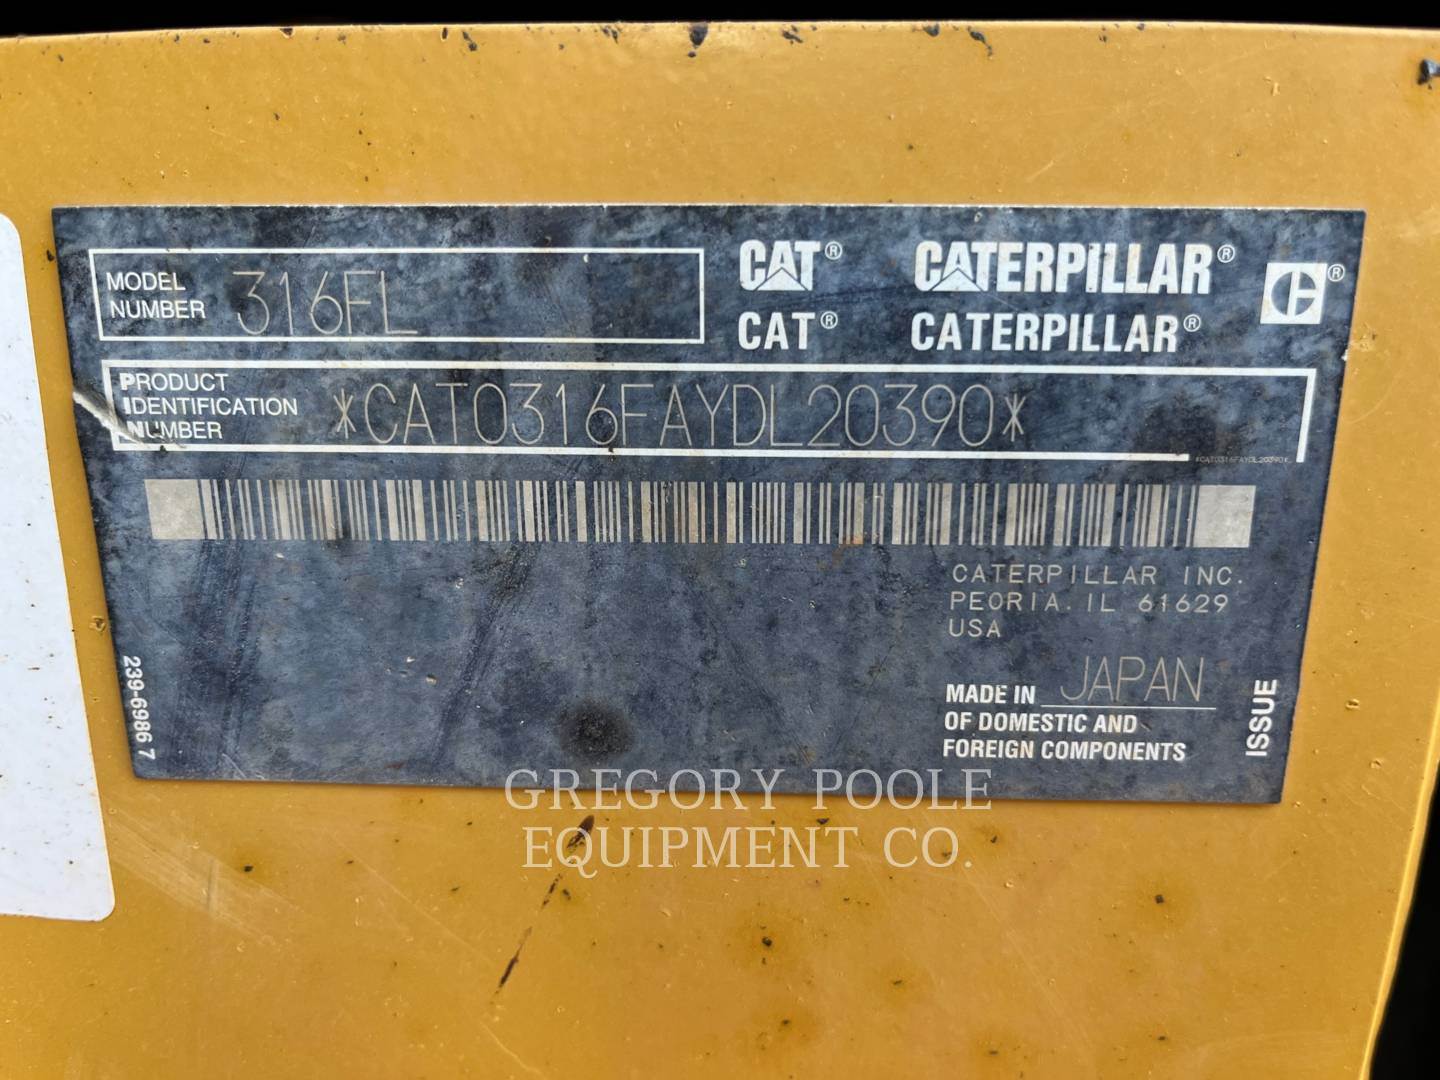 MODEL NUMBER 316FL
CAT® CATERPILLAR®
CAT® CATERPILLAR®
PRODUCT IDENTIFICATION NUMBER *CAT0316FAYDL20390*
*CAT0316FAYDL20390*
CATERPILLAR INC.
PEORIA. IL 61629
USA
MADE IN JAPAN
OF DOMESTIC AND
FOREIGN COMPONENTS
ISSUE
239-6986 7
GREGORY POOLE
EQUIPMENT CO.